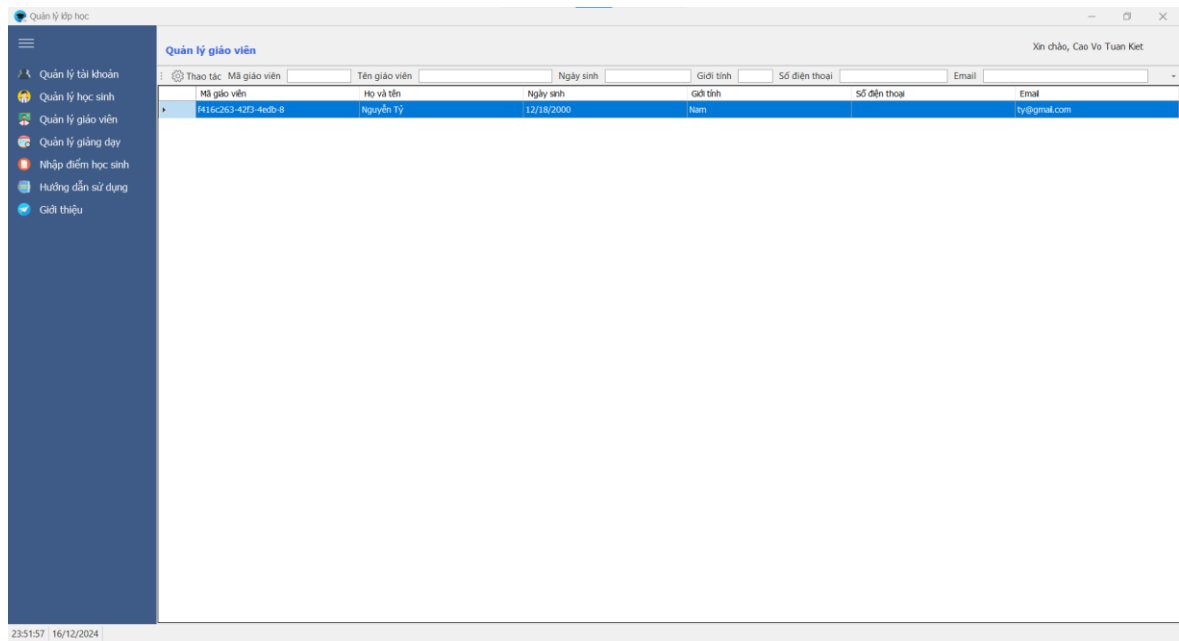 Quản lý lớp học
Quản lý giáo viên
Xin chào, Cao Vo Tuan Kiet
Quản lý tài khoản
Quản lý học sinh
Quản lý giáo viên
Quản lý giảng dạy
Nhập điểm học sinh
Hướng dẫn sử dụng
Giới thiệu
Thao tác Mã giáo viên Tên giáo viên Ngày sinh Giới tính Số điện thoại Email
Mã giáo viên Họ và tên Ngày sinh Giới tính Số điện thoại Email
f416c263-42f3-4edb-8 Nguyễn Tý 12/18/2000 Nam ty@gmail.com
23:51:57 16/12/2024